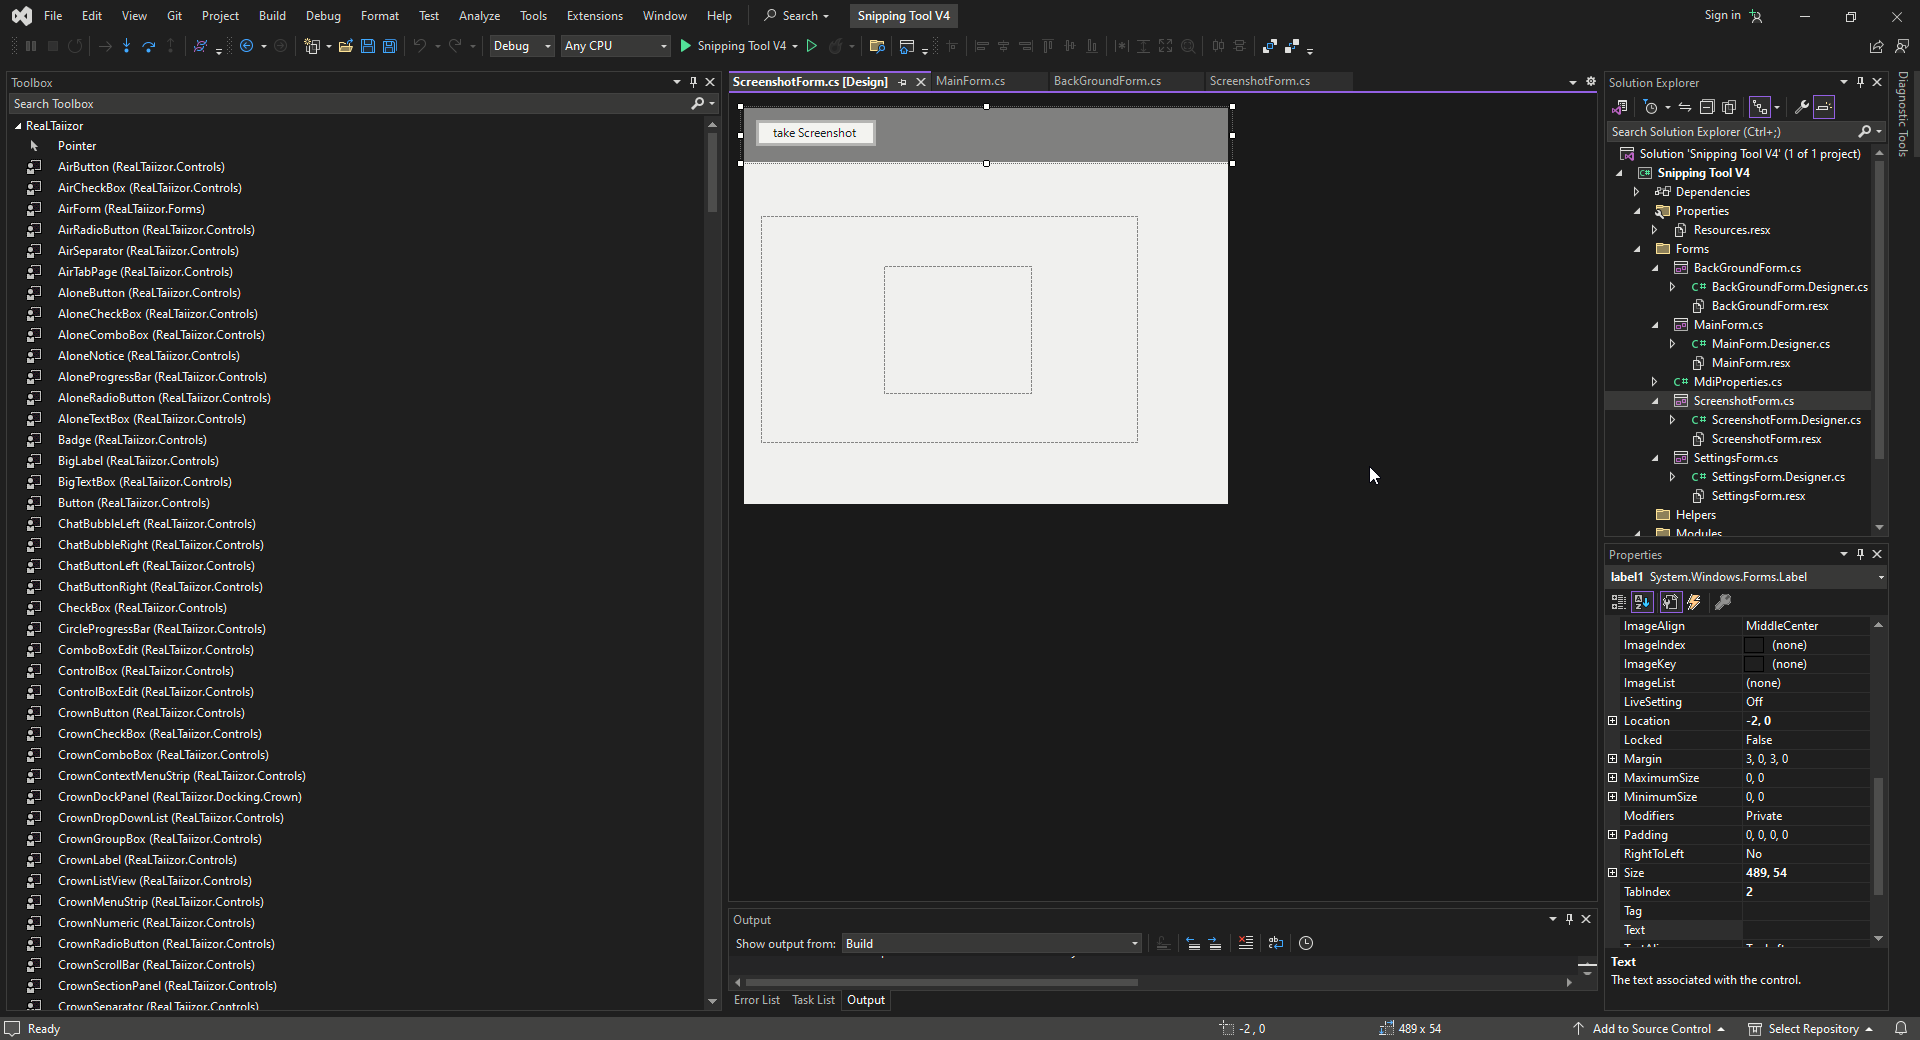 File Edit View Git Project Build Debug Format Test Analyze Tools Extensions Window Help Search Snipping Tool V4 Sign in
Debug Any CPU Snipping Tool V4
Toolbox
Search Toolbox
ReaLTaiizor
Pointer
AirButton (ReaLTaiizor.Controls)
AirCheckBox (ReaLTaiizor.Controls)
AirForm (ReaLTaiizor.Forms)
AirRadioButton (ReaLTaiizor.Controls)
AirSeparator (ReaLTaiizor.Controls)
AirTabPage (ReaLTaiizor.Controls)
AloneButton (ReaLTaiizor.Controls)
AloneCheckBox (ReaLTaiizor.Controls)
AloneComboBox (ReaLTaiizor.Controls)
AloneNotice (ReaLTaiizor.Controls)
AloneProgressBar (ReaLTaiizor.Controls)
AloneRadioButton (ReaLTaiizor.Controls)
AloneTextBox (ReaLTaiizor.Controls)
Badge (ReaLTaiizor.Controls)
BigLabel (ReaLTaiizor.Controls)
BigTextBox (ReaLTaiizor.Controls)
Button (ReaLTaiizor.Controls)
ChatBubbleLeft (ReaLTaiizor.Controls)
ChatBubbleRight (ReaLTaiizor.Controls)
ChatButtonLeft (ReaLTaiizor.Controls)
ChatButtonRight (ReaLTaiizor.Controls)
CheckBox (ReaLTaiizor.Controls)
CircleProgressBar (ReaLTaiizor.Controls)
ComboBoxEdit (ReaLTaiizor.Controls)
ControlBox (ReaLTaiizor.Controls)
ControlBoxEdit (ReaLTaiizor.Controls)
CrownButton (ReaLTaiizor.Controls)
CrownCheckBox (ReaLTaiizor.Controls)
CrownComboBox (ReaLTaiizor.Controls)
CrownContextMenuStrip (ReaLTaiizor.Controls)
CrownDockPanel (ReaLTaiizor.Docking.Crown)
CrownDropDownList (ReaLTaiizor.Controls)
CrownGroupBox (ReaLTaiizor.Controls)
CrownLabel (ReaLTaiizor.Controls)
CrownListView (ReaLTaiizor.Controls)
CrownMenuStrip (ReaLTaiizor.Controls)
CrownNumeric (ReaLTaiizor.Controls)
CrownRadioButton (ReaLTaiizor.Controls)
CrownScrollBar (ReaLTaiizor.Controls)
CrownSectionPanel (ReaLTaiizor.Controls)
CrownSeparator (ReaLTaiizor.Controls)
ScreenshotForm.cs [Design] MainForm.cs BackGroundForm.cs ScreenshotForm.cs
take Screenshot
Output
Show output from: Build
Error List Task List Output
Solution Explorer
Search Solution Explorer (Ctrl+;)
Solution 'Snipping Tool V4' (1 of 1 project)
C# Snipping Tool V4
Dependencies
Properties
Resources.resx
Forms
BackGroundForm.cs
C# BackGroundForm.Designer.cs
BackGroundForm.resx
MainForm.cs
C# MainForm.Designer.cs
MainForm.resx
C# MdiProperties.cs
ScreenshotForm.cs
C# ScreenshotForm.Designer.cs
ScreenshotForm.resx
SettingsForm.cs
C# SettingsForm.Designer.cs
SettingsForm.resx
Helpers
Modules
Diagnostic Tools
Properties
label1 System.Windows.Forms.Label
ImageAlign MiddleCenter
ImageIndex (none)
ImageKey (none)
ImageList (none)
LiveSetting Off
Location -2, 0
Locked False
Margin 3, 0, 3, 0
MaximumSize 0, 0
MinimumSize 0, 0
Modifiers Private
Padding 0, 0, 0, 0
RightToLeft No
Size 489, 54
TabIndex 2
Tag
Text
Text
The text associated with the control.
Ready -2 , 0 489 x 54 Add to Source Control Select Repository